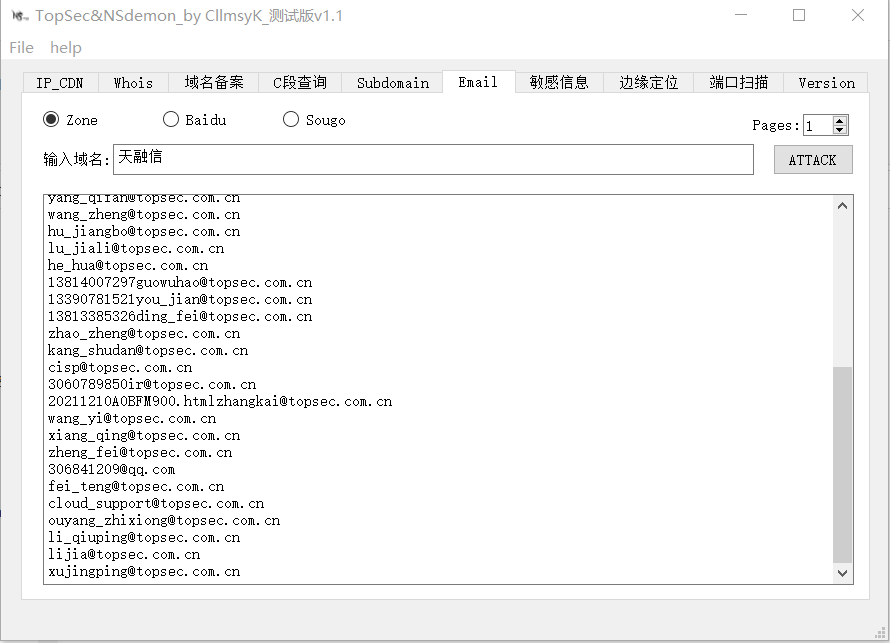 TopSec&NSdemon_by CllmsyK_测试版v1.1
File help
IP_CDN Whois 域名备案 C段查询 Subdomain Email 敏感信息 边缘定位 端口扫描 Version
Zone Baidu Sougo
Pages: 1
输入域名: 天融信 ATTACK
yang_qifan@topsec.com.cn
wang_zheng@topsec.com.cn
hu_jiangbo@topsec.com.cn
lu_jiali@topsec.com.cn
he_hua@topsec.com.cn
13814007297guowuhao@topsec.com.cn
13390781521you_jian@topsec.com.cn
13813385326ding_fei@topsec.com.cn
zhao_zheng@topsec.com.cn
kang_shudan@topsec.com.cn
cisp@topsec.com.cn
3060789850ir@topsec.com.cn
20211210A0BFM900.htmlzhangkai@topsec.com.cn
wang_yi@topsec.com.cn
xiang_qing@topsec.com.cn
zheng_fei@topsec.com.cn
306841209@qq.com
fei_teng@topsec.com.cn
cloud_support@topsec.com.cn
ouyang_zhixiong@topsec.com.cn
li_qiuping@topsec.com.cn
lijia@topsec.com.cn
xujingping@topsec.com.cn